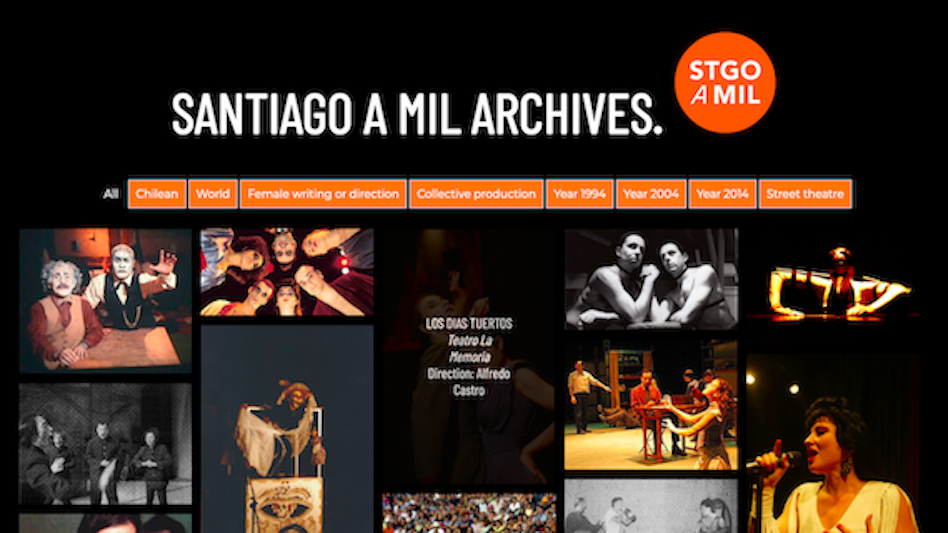 STGO
A MIL
SANTIAGO A MIL ARCHIVES.
All Chilean World Female writing or direction Collective production Year 1994 Year 2004 Year 2014 Street theatre
LOS DIAS TUERTOS
Teatro La
Memoria
Direction: Alfredo
Castro